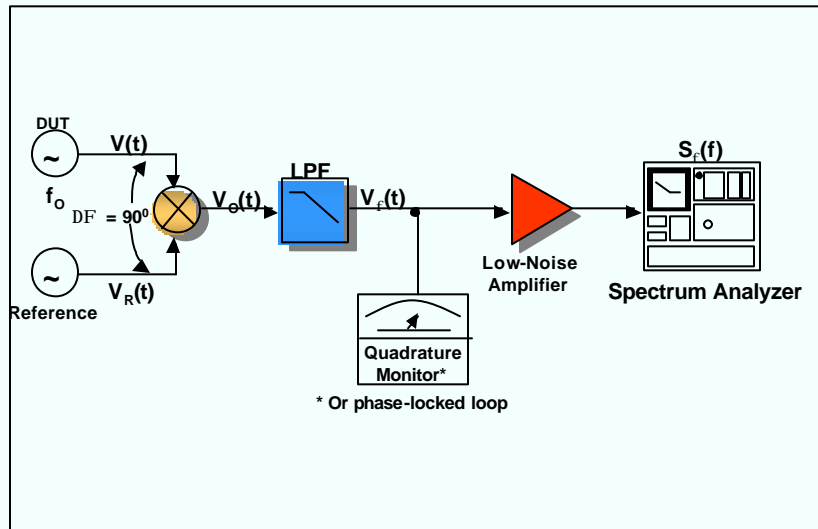 DUT
~
V(t)
fO
DF = 90⁰
VO(t)
LPF
Vf(t)
Sf(f)
~
VR(t)
Reference
Low-Noise
Amplifier
Spectrum Analyzer
Quadrature
Monitor*
* Or phase-locked loop